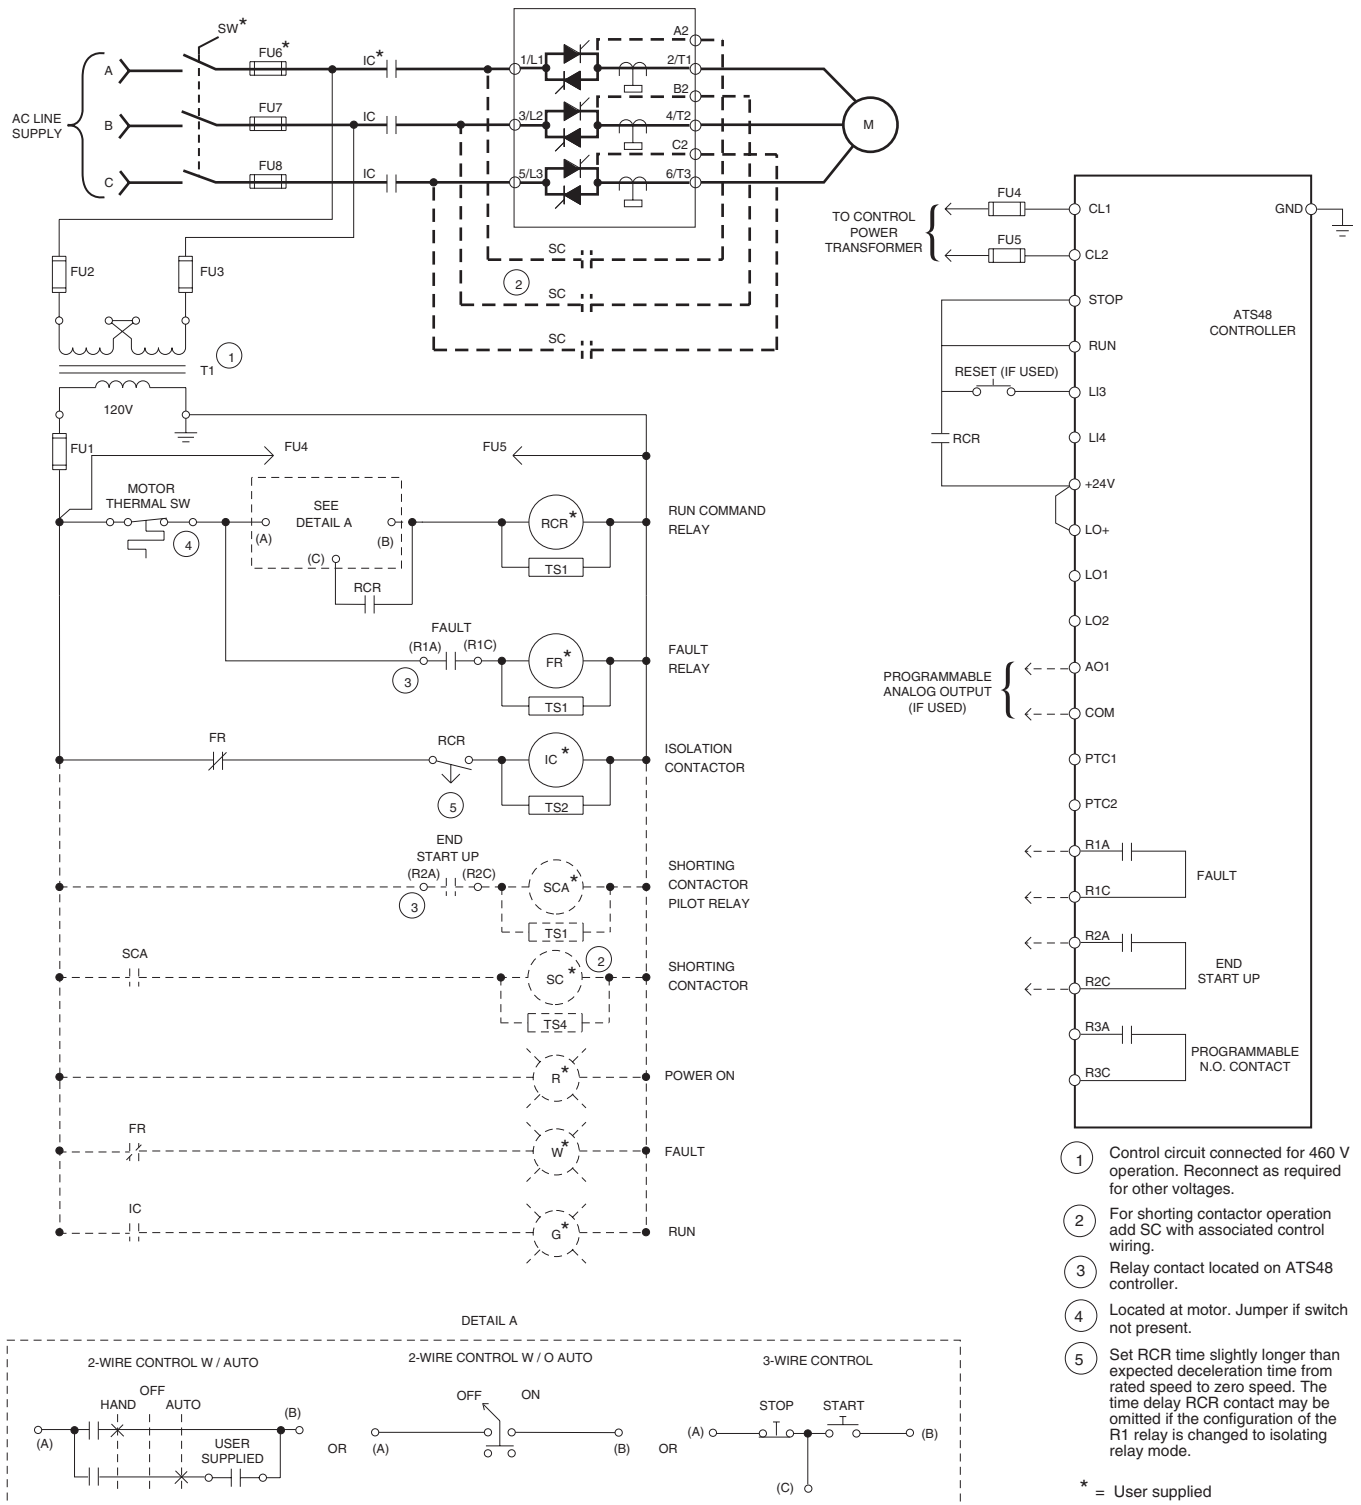 SW*
FU6*
IC*
A
1/L1
A2
2/T1
B2
AC LINE
SUPPLY
B
FU7
IC
3/L2
4/T2
M
C2
C
FU8
IC
5/L3
6/T3
SC
2
SC
SC
FU2
FU3
1
T1
120V
FU1
FU4
FU5
MOTOR
THERMAL SW
4
SEE
DETAIL A
(A)
(B)
(C)
RCR
RCR*
TS1
RUN COMMAND
RELAY
FAULT
(R1A)
(R1C)
3
FR*
TS1
FAULT
RELAY
FR
RCR
5
IC*
TS2
ISOLATION
CONTACTOR
END
START UP
(R2A)
(R2C)
3
SCA*
TS1
SHORTING
CONTACTOR
PILOT RELAY
SCA
2
SC*
TS4
SHORTING
CONTACTOR
R*
POWER ON
FR
W*
FAULT
IC
G*
RUN
TO CONTROL
POWER
TRANSFORMER
FU4
FU5
CL1
GND
CL2
STOP
ATS48
CONTROLLER
RUN
RESET (IF USED)
LI3
RCR
LI4
+24V
LO+
LO1
LO2
PROGRAMMABLE
ANALOG OUTPUT
(IF USED)
AO1
COM
PTC1
PTC2
R1A
FAULT
R1C
R2A
END
START UP
R2C
R3A
PROGRAMMABLE
N.O. CONTACT
R3C
1 Control circuit connected for 460 V
operation. Reconnect as required
for other voltages.
2 For shorting contactor operation
add SC with associated control
wiring.
3 Relay contact located on ATS48
controller.
4 Located at motor. Jumper if switch
not present.
5 Set RCR time slightly longer than
expected deceleration time from
rated speed to zero speed. The
time delay RCR contact may be
omitted if the configuration of the
R1 relay is changed to isolating
relay mode.
* = User supplied
DETAIL A
2-WIRE CONTROL W / AUTO
OFF
HAND
AUTO
(A)
(B)
USER
SUPPLIED
OR
2-WIRE CONTROL W / O AUTO
OFF
ON
(A)
(B)
OR
3-WIRE CONTROL
STOP
START
(A)
(B)
(C)